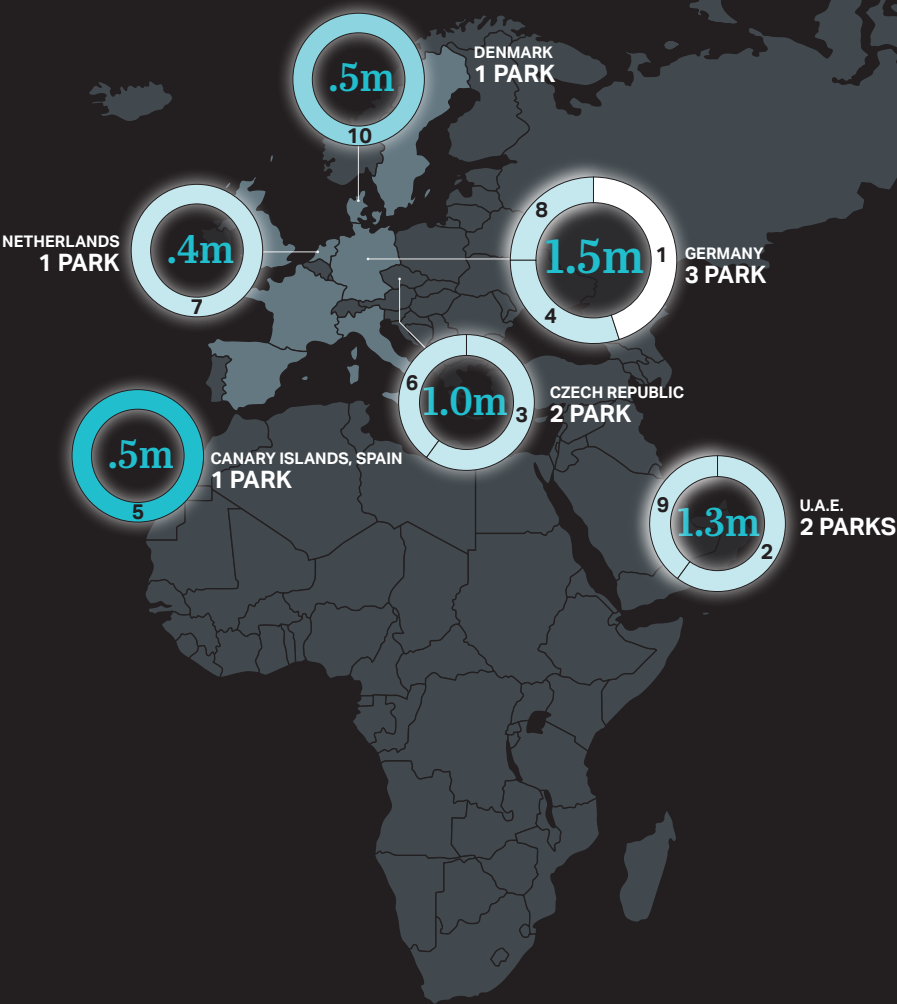 .5m
10
DENMARK
1 PARK
NETHERLANDS
1 PARK
.4m
7
8
1.5m
1
4
GERMANY
3 PARK
6
1.0m
3
CZECH REPUBLIC
2 PARK
.5m
5
CANARY ISLANDS, SPAIN
1 PARK
9
1.3m
2
U.A.E.
2 PARKS